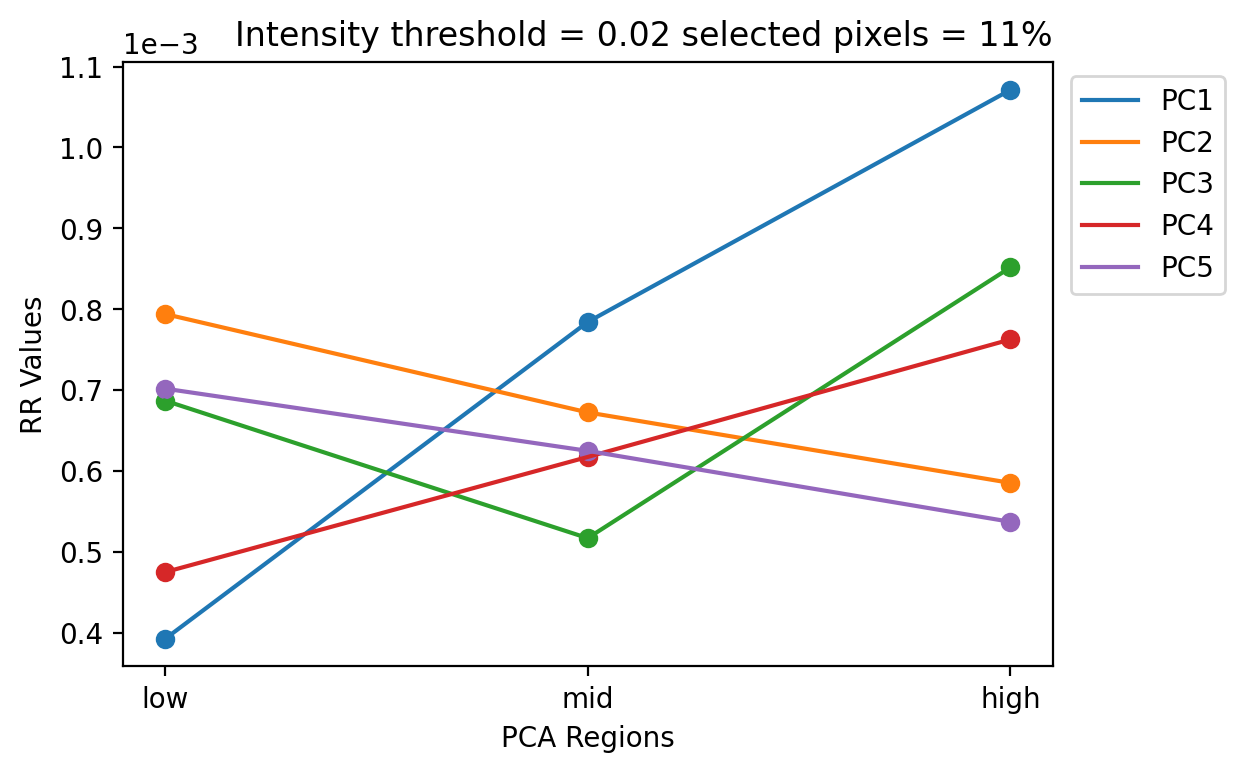 Intensity threshold = 0.02 selected pixels = 11%
1e−3
1.1
1.0
0.9
0.8
0.7
0.6
0.5
0.4
RR Values
low
mid
high
PCA Regions
PC1
PC2
PC3
PC4
PC5